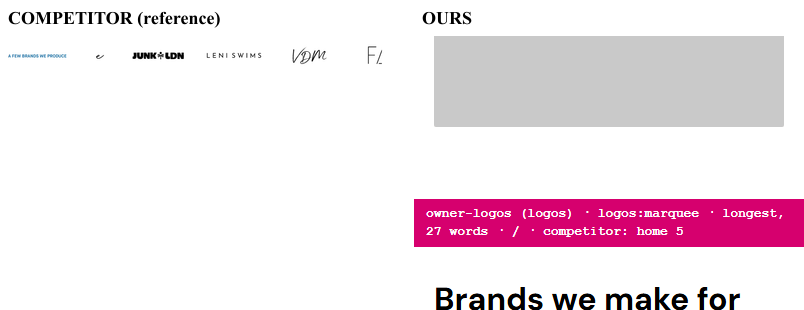 COMPETITOR (reference)
OURS
A FEW BRANDS WE PRODUCE
e
JUNK LDN
LENI SWIMS
VDM
owner-logos (logos) · logos:marquee · longest,
27 words · / · competitor: home 5
Brands we make for